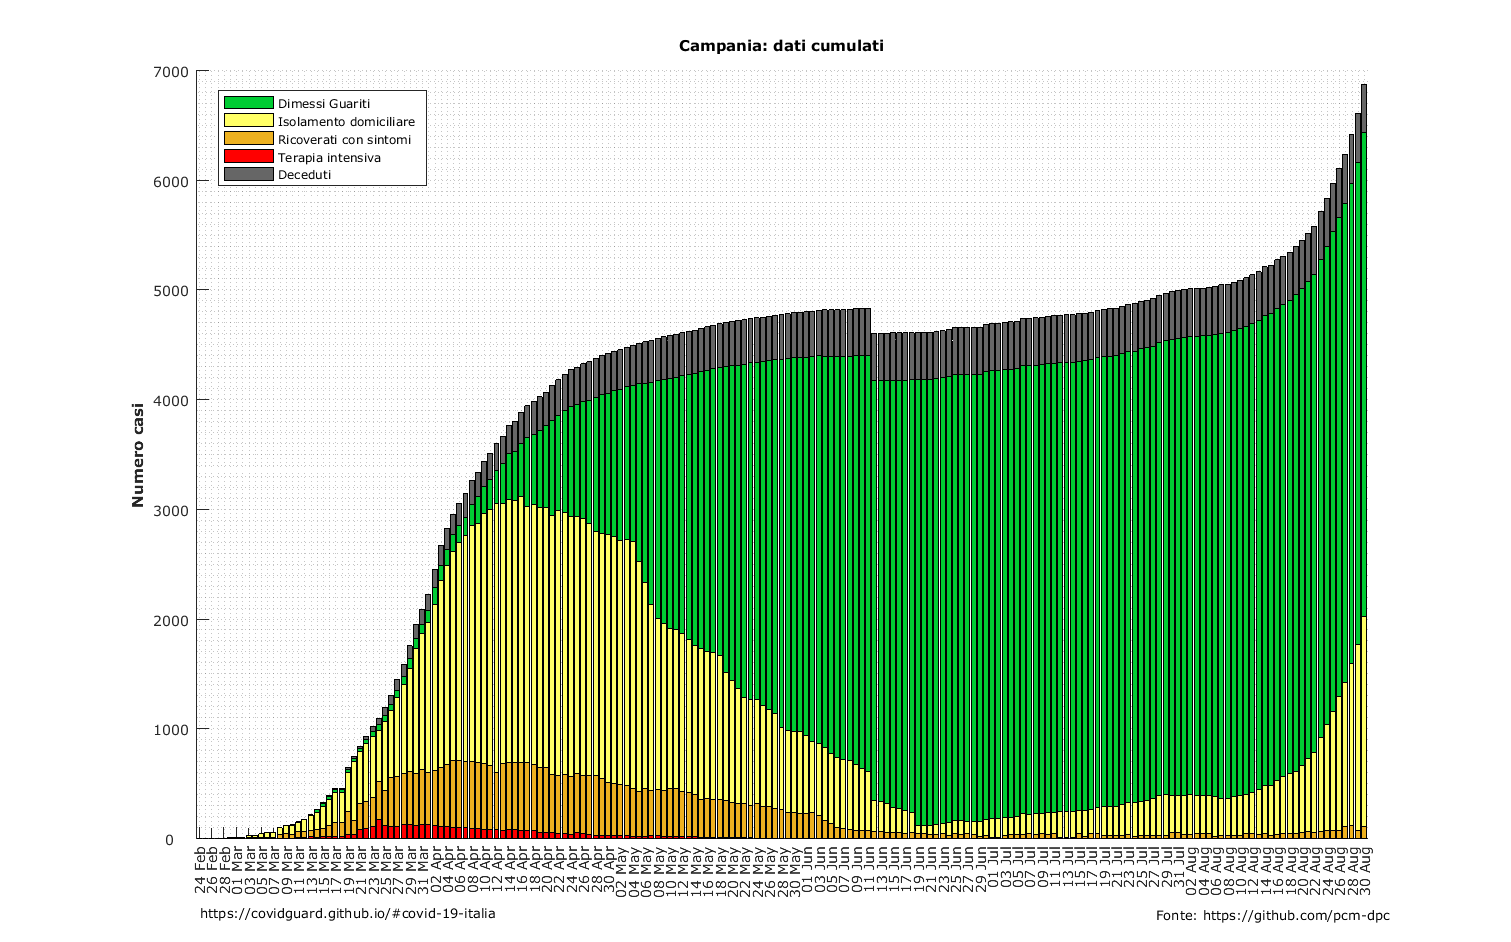 Campania: dati cumulati
Numero casi
7000
6000
5000
4000
3000
2000
1000
0
Dimessi Guariti
Isolamento domiciliare
Ricoverati con sintomi
Terapia intensiva
Deceduti
24 Feb
26 Feb
28 Feb
01 Mar
03 Mar
05 Mar
07 Mar
09 Mar
11 Mar
13 Mar
15 Mar
17 Mar
19 Mar
21 Mar
23 Mar
25 Mar
27 Mar
29 Mar
31 Mar
02 Apr
04 Apr
06 Apr
08 Apr
10 Apr
12 Apr
14 Apr
16 Apr
18 Apr
20 Apr
22 Apr
24 Apr
26 Apr
28 Apr
30 Apr
02 May
04 May
06 May
08 May
10 May
12 May
14 May
16 May
18 May
20 May
22 May
24 May
26 May
28 May
30 May
01 Jun
03 Jun
05 Jun
07 Jun
09 Jun
11 Jun
13 Jun
15 Jun
17 Jun
19 Jun
21 Jun
23 Jun
25 Jun
27 Jun
29 Jun
01 Jul
03 Jul
05 Jul
07 Jul
09 Jul
11 Jul
13 Jul
15 Jul
17 Jul
19 Jul
21 Jul
23 Jul
25 Jul
27 Jul
29 Jul
31 Jul
02 Aug
04 Aug
06 Aug
08 Aug
10 Aug
12 Aug
14 Aug
16 Aug
18 Aug
20 Aug
22 Aug
24 Aug
26 Aug
28 Aug
30 Aug
https://covidguard.github.io/#covid-19-italia
Fonte: https://github.com/pcm-dpc